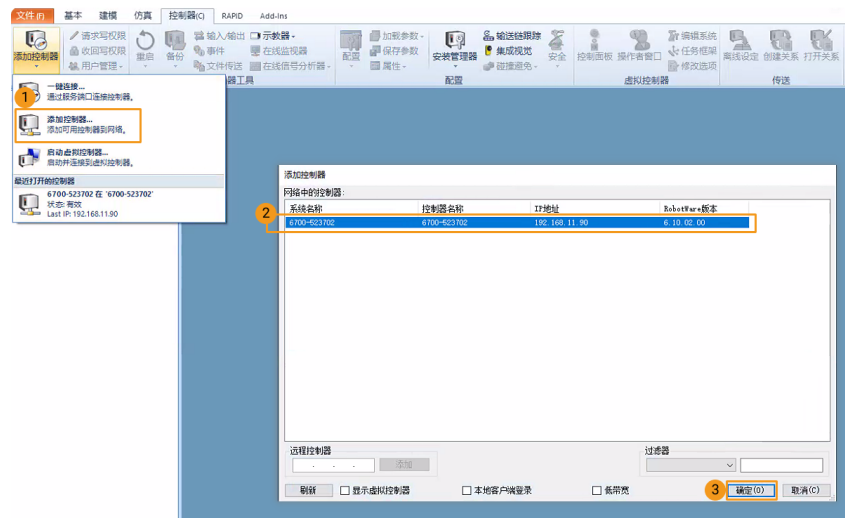 文件(F) 基本 建模 仿真 控制器(C) RAPID Add-Ins
添加控制器
请求写权限
收回写权限
用户管理
重启
备份
输入/输出
事件
文件传送
示教器
在线监视器
在线信号分析器
器工具
配置
加载参数
保存参数
属性
安装管理器
配置
输送链跟踪
集成视觉
碰撞避免
安全
控制面板
操作者窗口
编辑系统
任务框架
修改选项
虚拟控制器
离线设定
创建关系
打开关系
传送
1
一键连接...
通过服务端口连接控制器。
添加控制器...
添加可用控制器到网络。
启动虚拟控制器...
启动并连接到虚拟控制器。
最近打开的控制器
6700-523702 在 '6700-523702'
状态: 有效
Last IP: 192.168.11.90
添加控制器
网络中的控制器:
系统名称 控制器名称 IP地址 RobotWare版本
2
6700-523702 6700-523702 192.168.11.90 6.10.02.00
远程控制器
. . .
添加
过滤器
刷新 显示虚拟控制器 本地客户端登录 低带宽
3
确定(O) 取消(C)